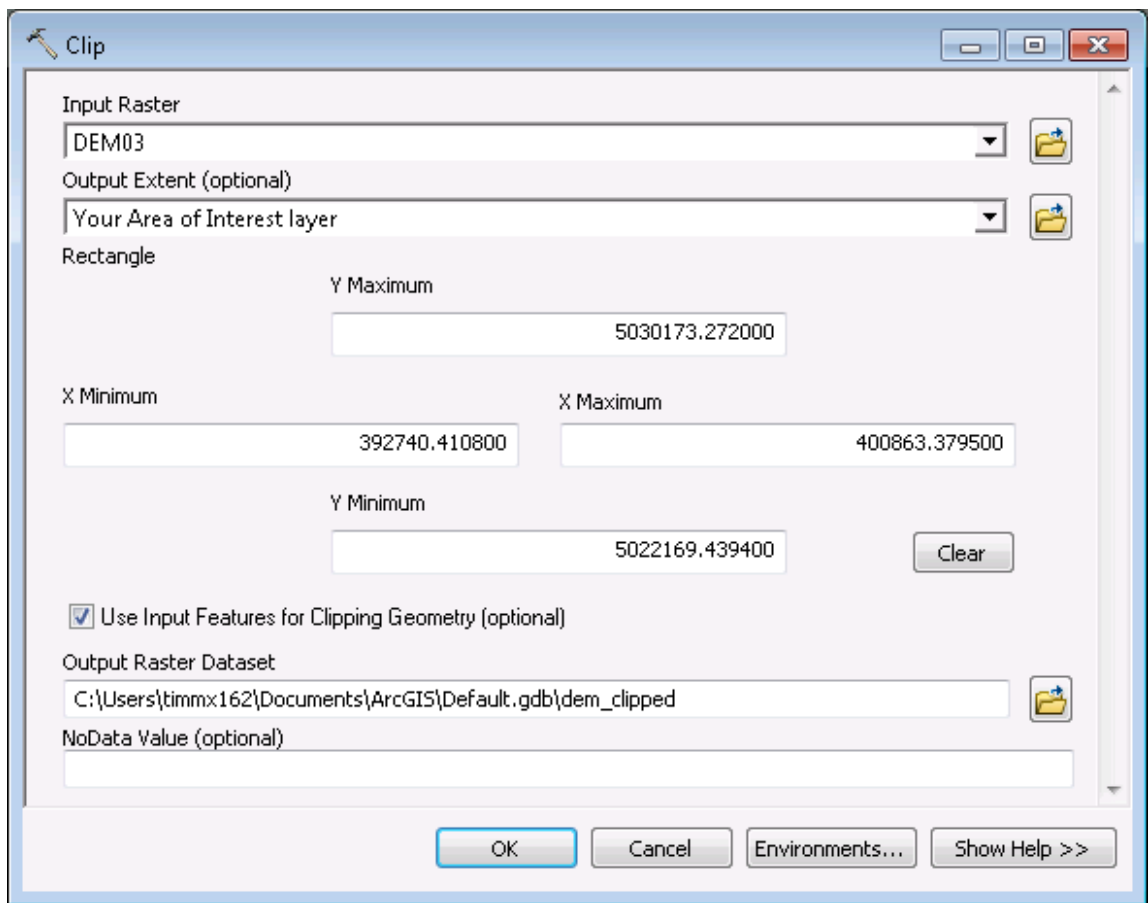 Clip
Input Raster
DEM03
Output Extent (optional)
Your Area of Interest layer
Rectangle
Y Maximum
5030173.272000
X Minimum
X Maximum
392740.410800
400863.379500
Y Minimum
5022169.439400
Clear
Use Input Features for Clipping Geometry (optional)
Output Raster Dataset
C:\Users\timmx162\Documents\ArcGIS\Default.gdb\dem_clipped
NoData Value (optional)
OK
Cancel
Environments...
Show Help >>